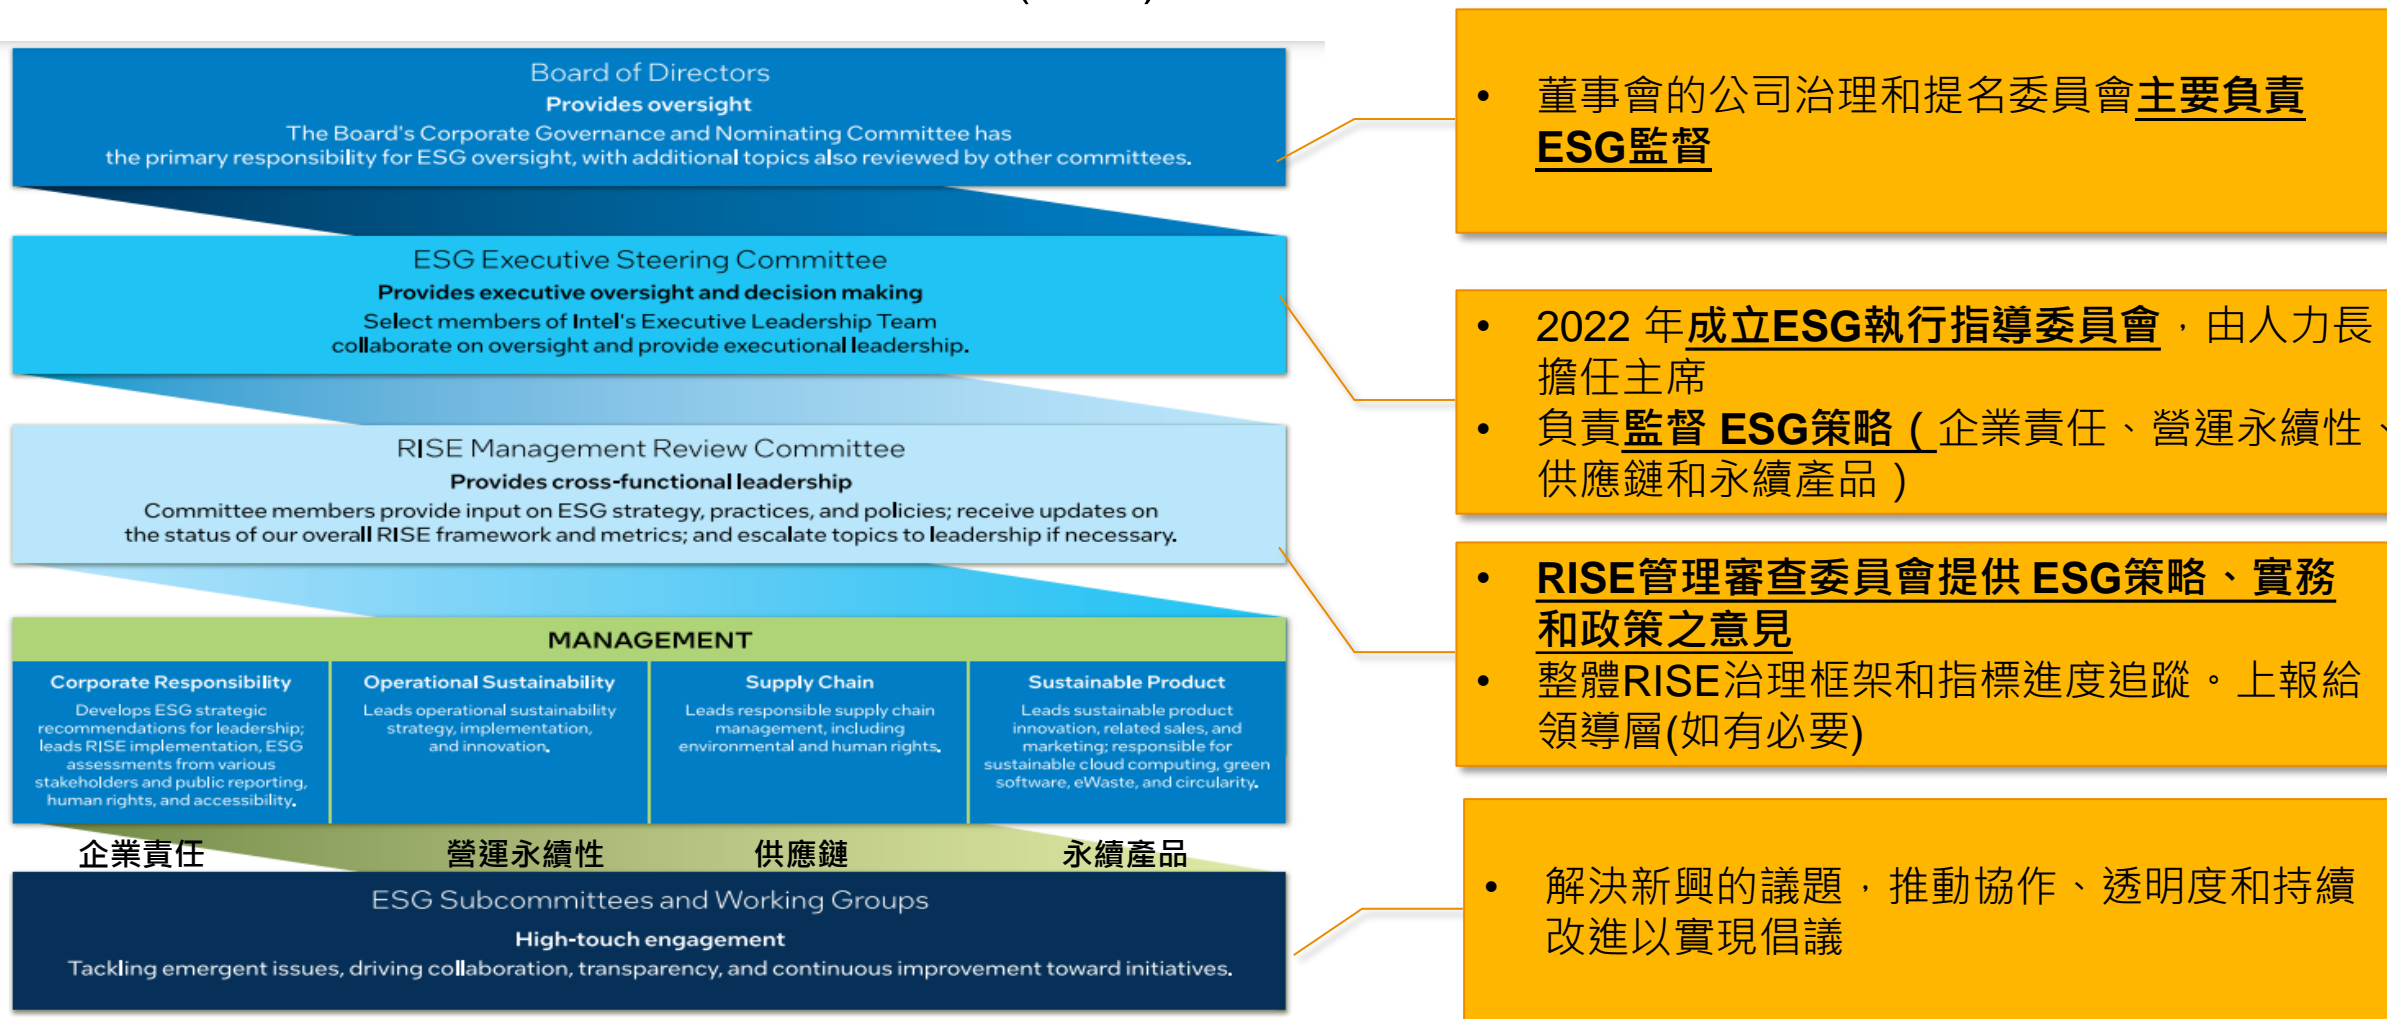 Board of Directors
Provides oversight
The Board's Corporate Governance and Nominating Committee has
the primary responsibility for ESG oversight, with additional topics also reviewed by other committees.
ESG Executive Steering Committee
Provides executive oversight and decision making
Select members of Intel's Executive Leadership Team
collaborate on oversight and provide executional leadership.
RISE Management Review Committee
Provides cross-functional leadership
Committee members provide input on ESG strategy, practices, and policies; receive updates on
the status of our overall RISE framework and metrics; and escalate topics to leadership if necessary.
MANAGEMENT
Corporate Responsibility
Develops ESG strategic
recommendations for leadership;
leads RISE implementation, ESG
assessments from various
stakeholders and public reporting,
human rights, and accessibility.
Operational Sustainability
Leads operational sustainability
strategy, implementation,
and innovation.
Supply Chain
Leads responsible supply chain
management, including
environmental and human rights.
Sustainable Product
Leads sustainable product
innovation, related sales, and
marketing; responsible for
sustainable cloud computing, green
software, eWaste, and circularity.
企業責任
營運永續性
供應鏈
永續產品
ESG Subcommittees and Working Groups
High-touch engagement
Tackling emergent issues, driving collaboration, transparency, and continuous improvement toward initiatives.
• 董事會的公司治理和提名委員會主要負責
ESG監督
• 2022 年成立ESG執行指導委員會，由人力長
擔任主席
• 負責監督 ESG策略（企業責任、營運永續性、
供應鏈和永續產品）
• RISE管理審查委員會提供 ESG策略、實務
和政策之意見
• 整體RISE治理框架和指標進度追蹤。上報給
領導層(如有必要)
• 解決新興的議題，推動協作、透明度和持續
改進以實現倡議